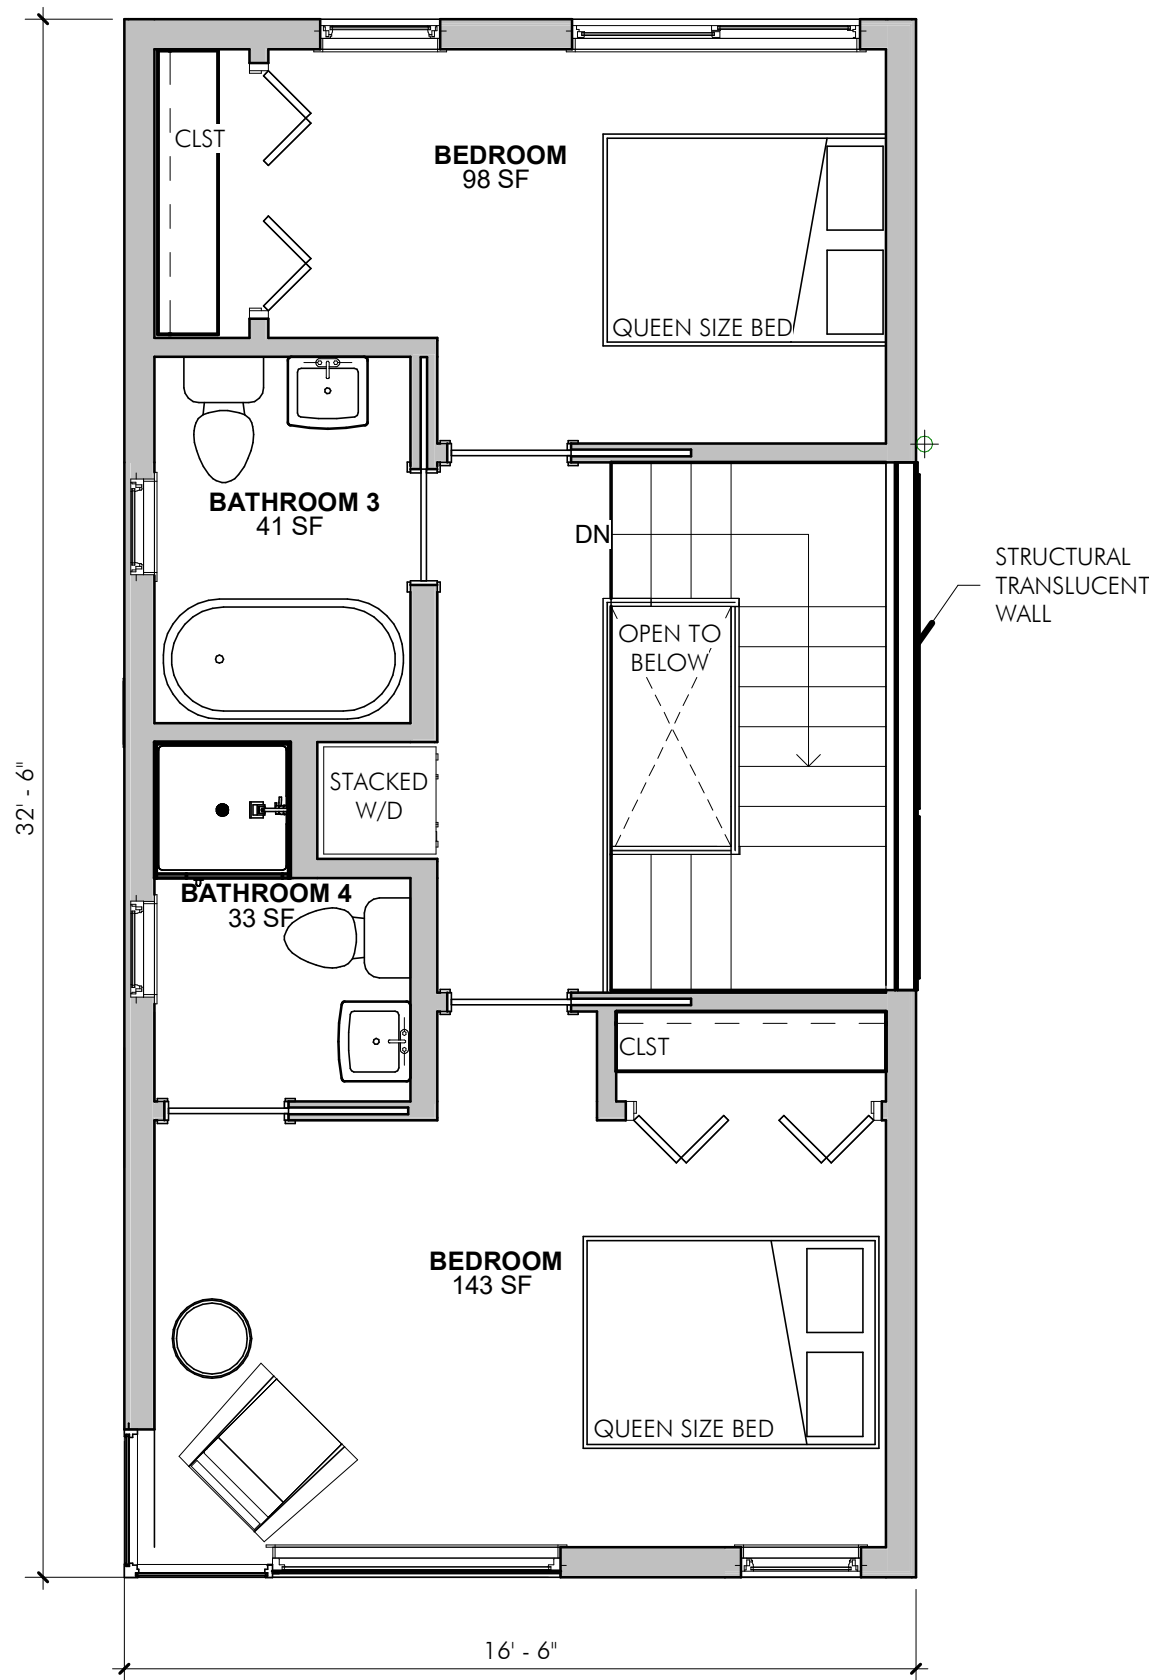 CLST
BEDROOM
98 SF
QUEEN SIZE BED
BATHROOM 3
41 SF
DN
STRUCTURAL
TRANSLUCENT
WALL
OPEN TO
BELOW
32' - 6"
STACKED
W/D
BATHROOM 4
33 SF
CLST
BEDROOM
143 SF
QUEEN SIZE BED
16' - 6"